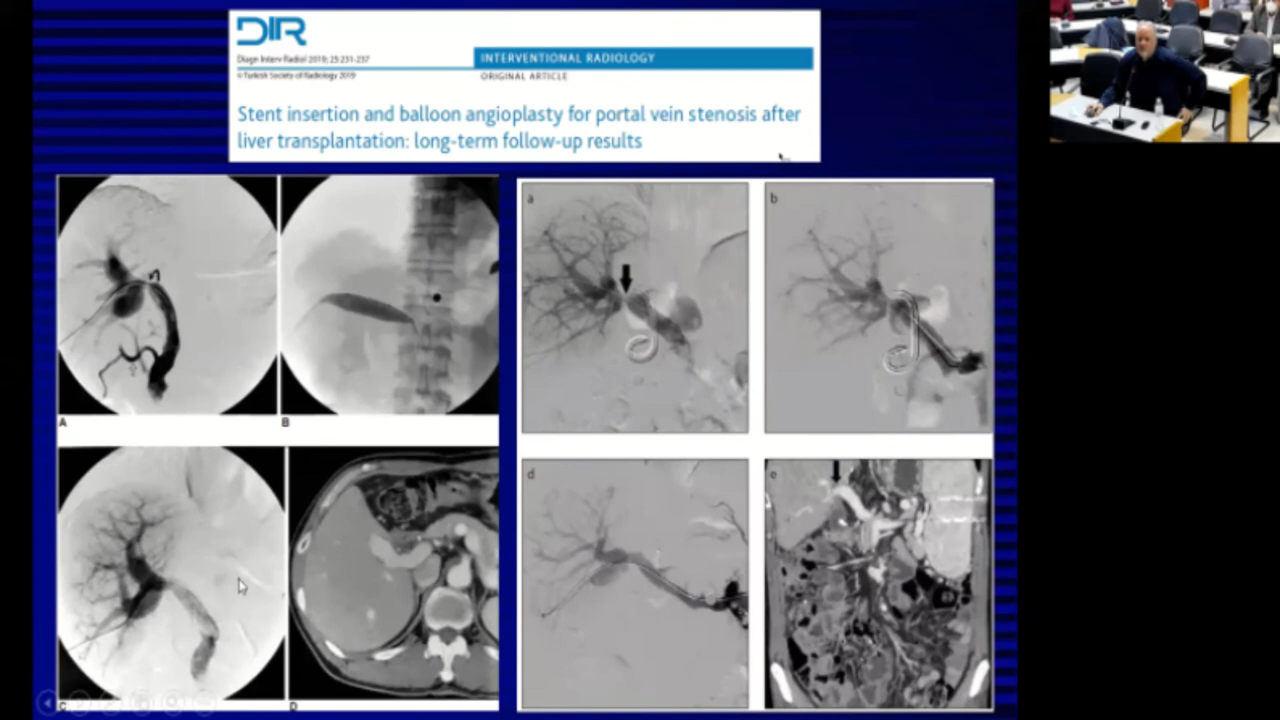 DIR
Diagn Interv Radiol 2019; 25:231-237
© Turkish Society of Radiology 2019
INTERVENTIONAL RADIOLOGY
ORIGINAL ARTICLE
Stent insertion and balloon angioplasty for portal vein stenosis after
liver transplantation: long-term follow-up results
A
B
C
D
a
b
d
e